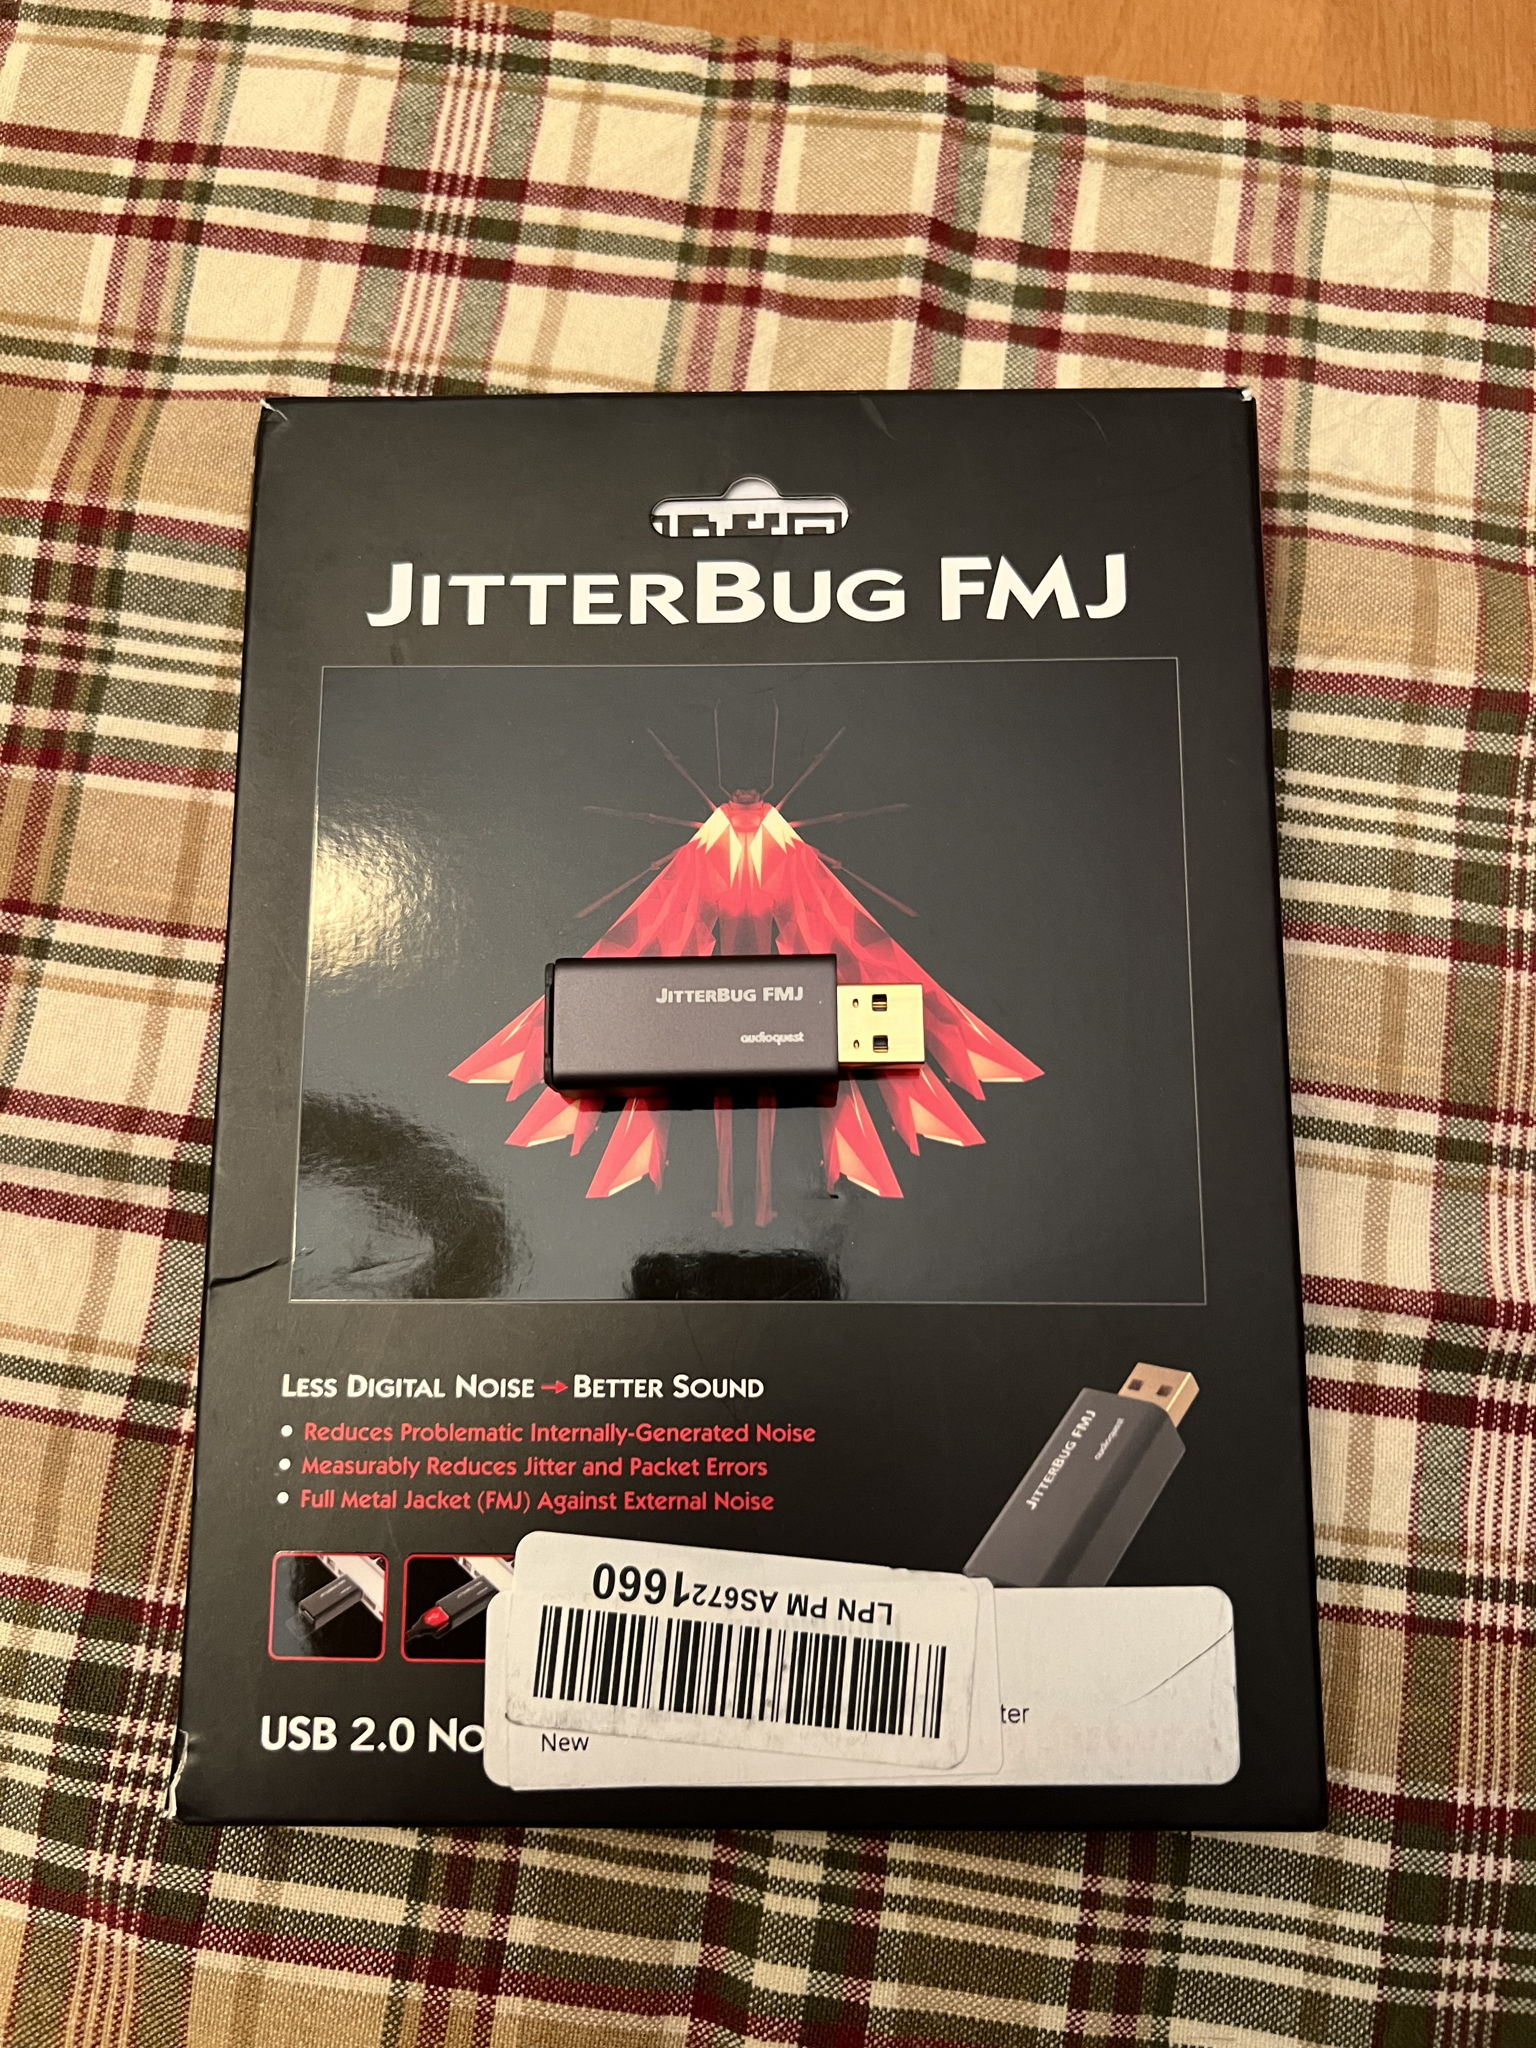 JITTERBUG FMJ
JITTERBUG FMJ
audioquest
LESS DIGITAL NOISE → BETTER SOUND
• Reduces Problematic Internally-Generated Noise
• Measurably Reduces Jitter and Packet Errors
• Full Metal Jacket (FMJ) Against External Noise
JITTERBUG FMJ
audioquest
LPN PM AS6721660
ter
New
USB 2.0 NO